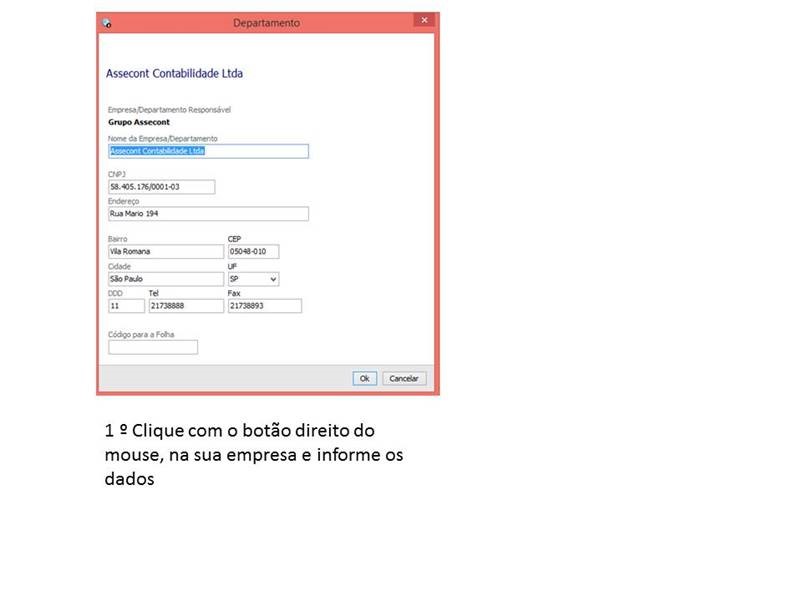 Departamento
Assecont Contabilidade Ltda
Empresa/Departamento Responsável
Grupo Assecont
Nome da Empresa/Departamento
Assecont Contabilidade Ltda
CNPJ
58.405.176/0001-03
Endereço
Rua Mario 194
Bairro CEP
Vila Romana 05048-010
Cidade UF
São Paulo SP
DDD Tel Fax
11 21738888 21738893
Código para a Folha
Ok Cancelar
1 º Clique com o botão direito do
mouse, na sua empresa e informe os
dados